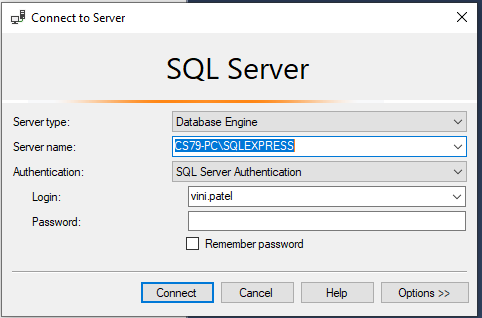 Connect to Server
SQL Server
Server type: Database Engine
Server name: CS79-PC\SQLEXPRESS
Authentication: SQL Server Authentication
Login: vini.patel
Password:
Remember password
Connect Cancel Help Options >>